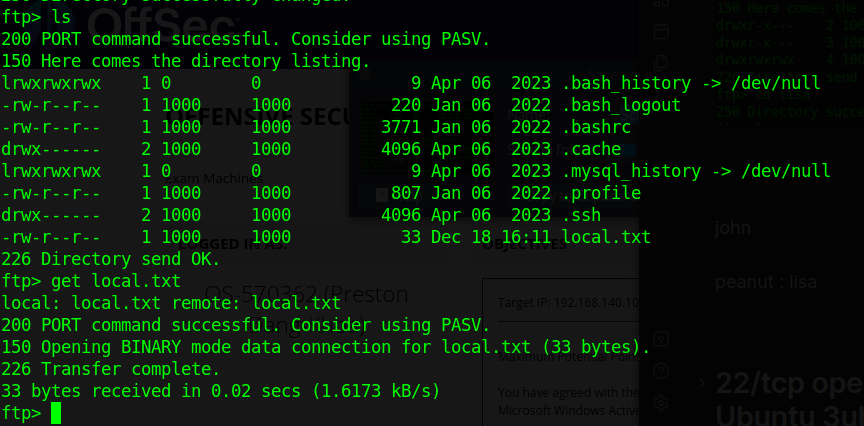 ftp> ls
200 PORT command successful. Consider using PASV.
150 Here comes the directory listing.
lrwxrwxrwx    1 0        0               9 Apr 06  2023 .bash_history -> /dev/null
-rw-r--r--    1 1000     1000          220 Jan 06  2022 .bash_logout
-rw-r--r--    1 1000     1000         3771 Jan 06  2022 .bashrc
drwx------    2 1000     1000         4096 Apr 06  2023 .cache
lrwxrwxrwx    1 0        0               9 Apr 06  2023 .mysql_history -> /dev/null
-rw-r--r--    1 1000     1000          807 Jan 06  2022 .profile
drwx------    2 1000     1000         4096 Apr 06  2023 .ssh
-rw-r--r--    1 1000     1000           33 Dec 18 16:11 local.txt
226 Directory send OK.
ftp> get local.txt
local: local.txt remote: local.txt
200 PORT command successful. Consider using PASV.
150 Opening BINARY mode data connection for local.txt (33 bytes).
226 Transfer complete.
33 bytes received in 0.02 secs (1.6173 kB/s)
ftp>
OffSec
OFFENSIVE SECU
Exam Machines
LOGGED IN AS:
OS-570362 (Preston
OBJECTIVES
Target IP: 192.168.140.10
You have agreed with the
Microsoft Windows Active
150 Here comes the
john
peanut : lisa
22/tcp ope
Ubuntu 3u